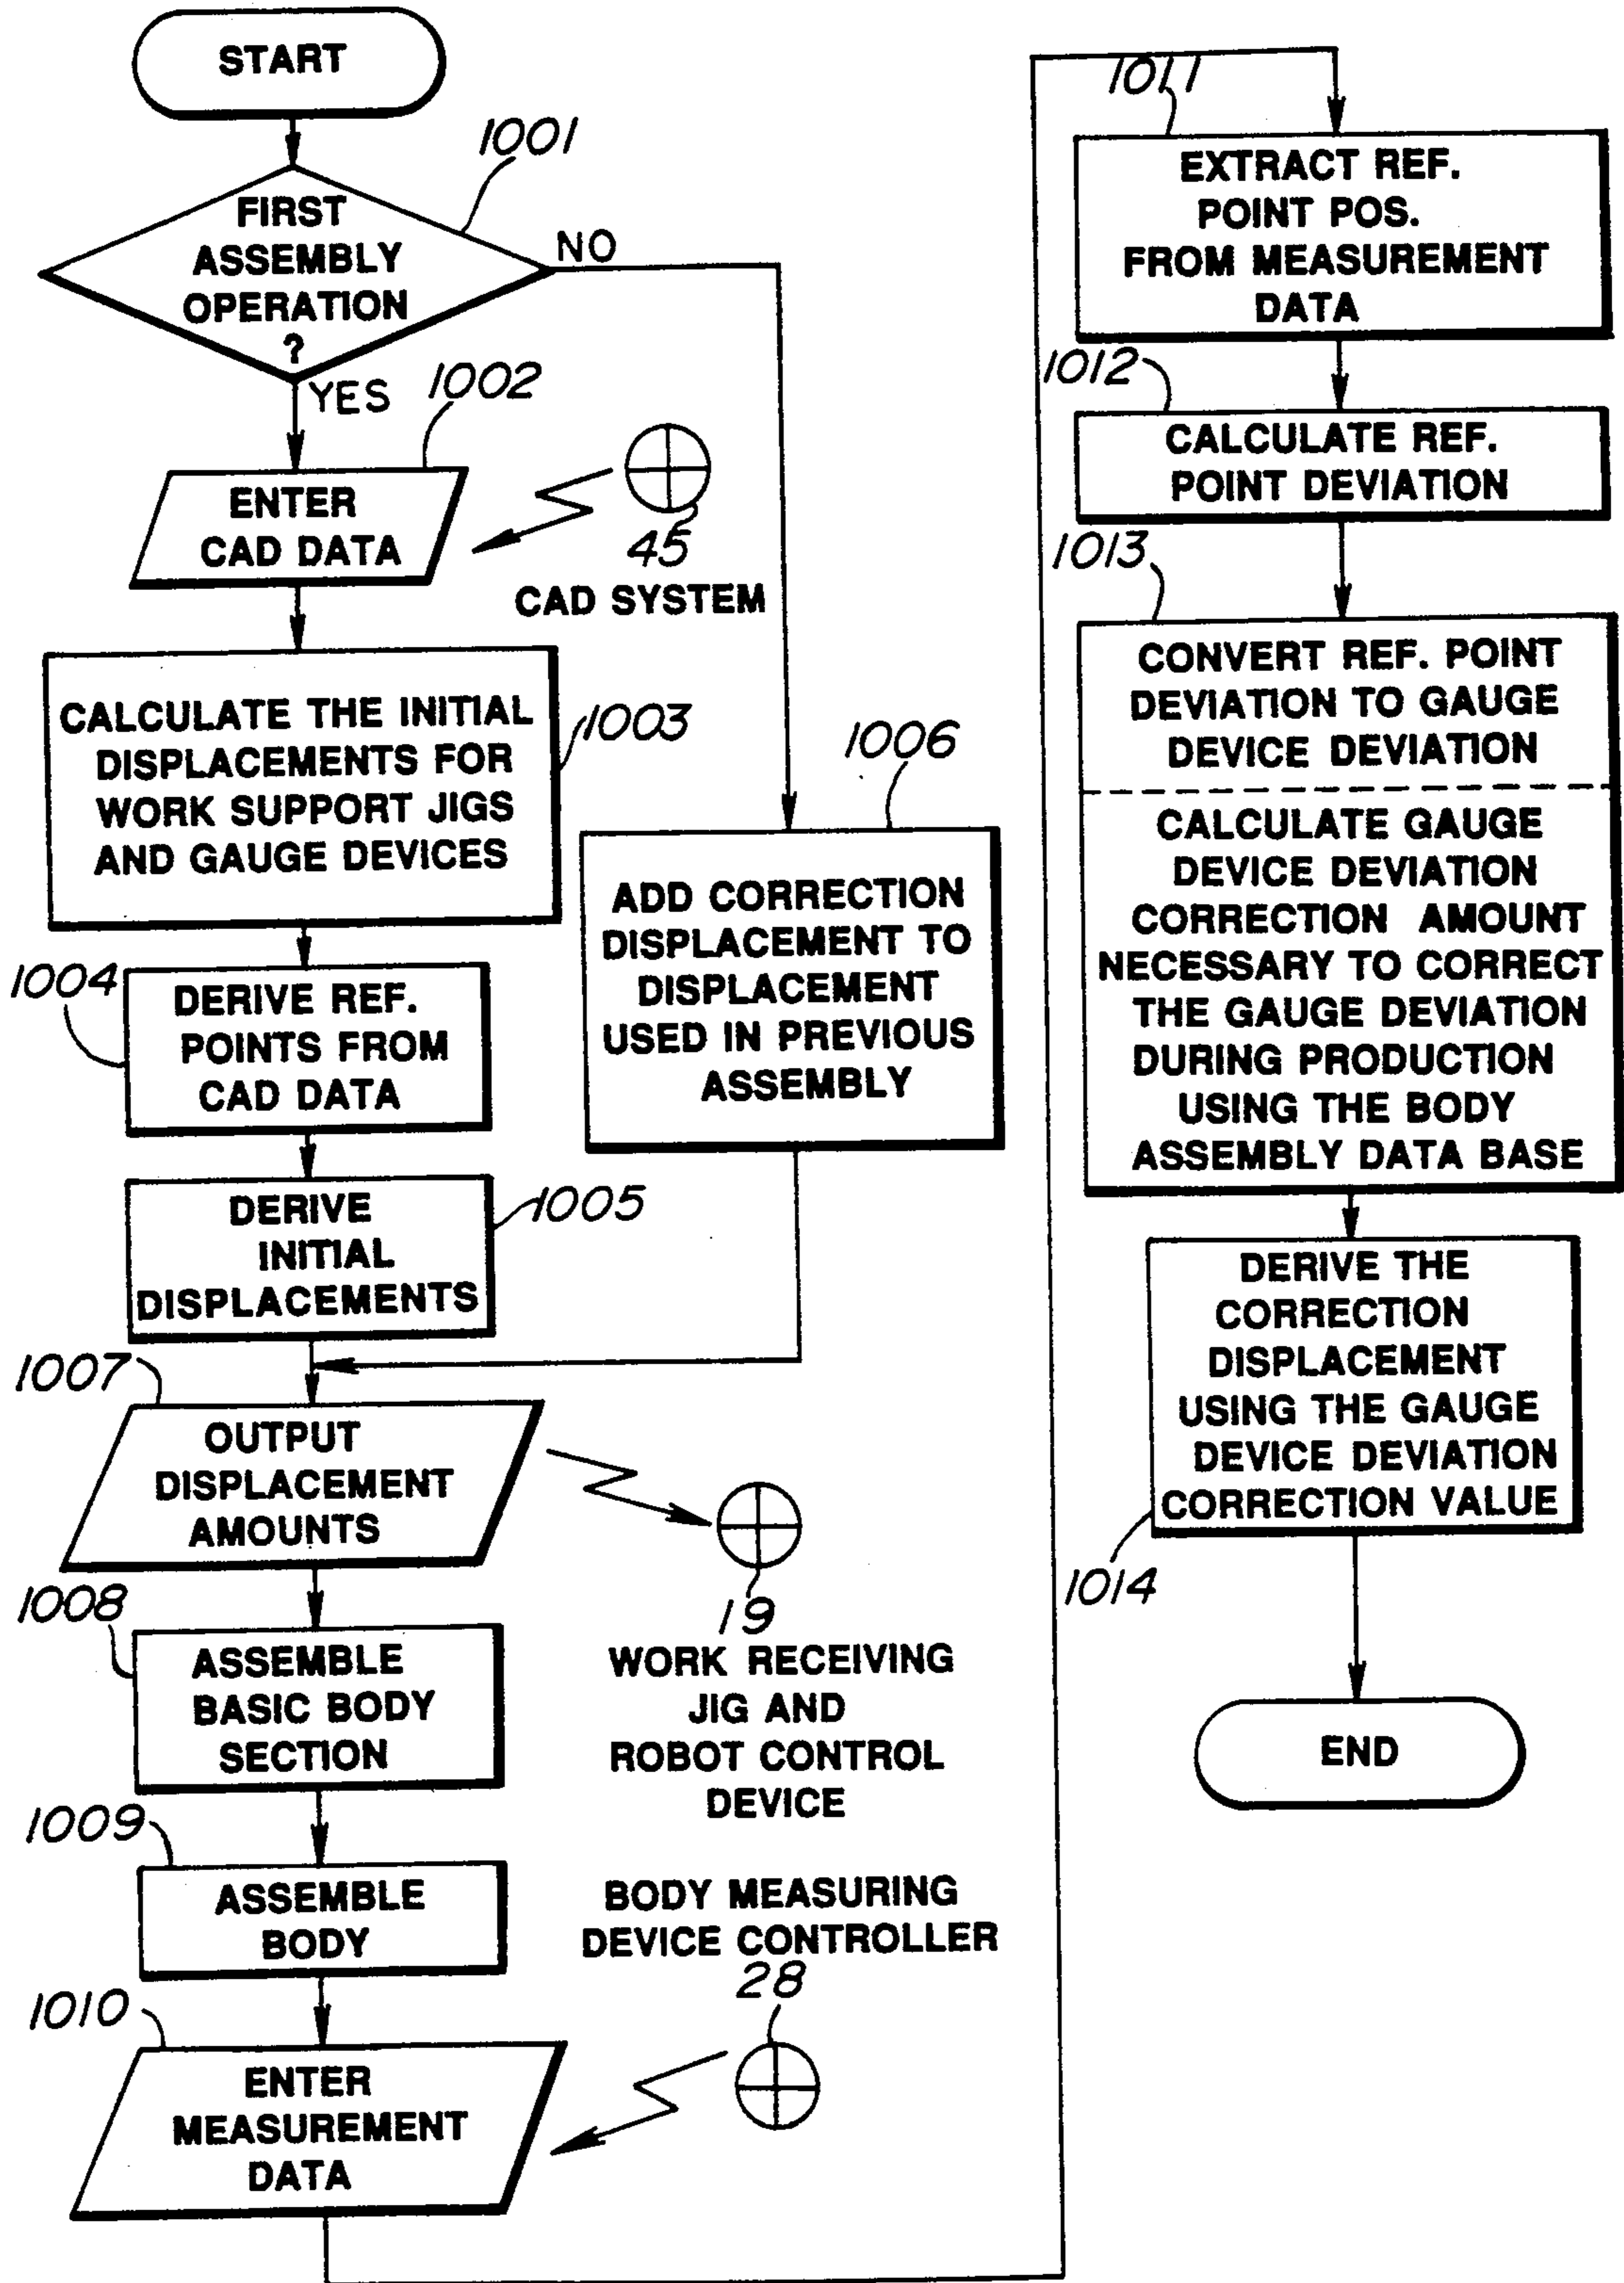 START
1001
FIRST
ASSEMBLY
OPERATION
?
NO
YES
1002
ENTER
CAD DATA
45
CAD SYSTEM
CALCULATE THE INITIAL
DISPLACEMENTS FOR
WORK SUPPORT JIGS
AND GAUGE DEVICES
1003
1004
DERIVE REF.
POINTS FROM
CAD DATA
1005
DERIVE
INITIAL
DISPLACEMENTS
1006
ADD CORRECTION
DISPLACEMENT TO
DISPLACEMENT
USED IN PREVIOUS
ASSEMBLY
1007
OUTPUT
DISPLACEMENT
AMOUNTS
19
WORK RECEIVING
JIG AND
ROBOT CONTROL
DEVICE
1008
ASSEMBLE
BASIC BODY
SECTION
1009
ASSEMBLE
BODY
BODY MEASURING
DEVICE CONTROLLER
28
1010
ENTER
MEASUREMENT
DATA
1011
EXTRACT REF.
POINT POS.
FROM MEASUREMENT
DATA
1012
CALCULATE REF.
POINT DEVIATION
1013
CONVERT REF. POINT
DEVIATION TO GAUGE
DEVICE DEVIATION
CALCULATE GAUGE
DEVICE DEVIATION
CORRECTION AMOUNT
NECESSARY TO CORRECT
THE GAUGE DEVIATION
DURING PRODUCTION
USING THE BODY
ASSEMBLY DATA BASE
DERIVE THE
CORRECTION
DISPLACEMENT
USING THE GAUGE
DEVICE DEVIATION
CORRECTION VALUE
1014
END